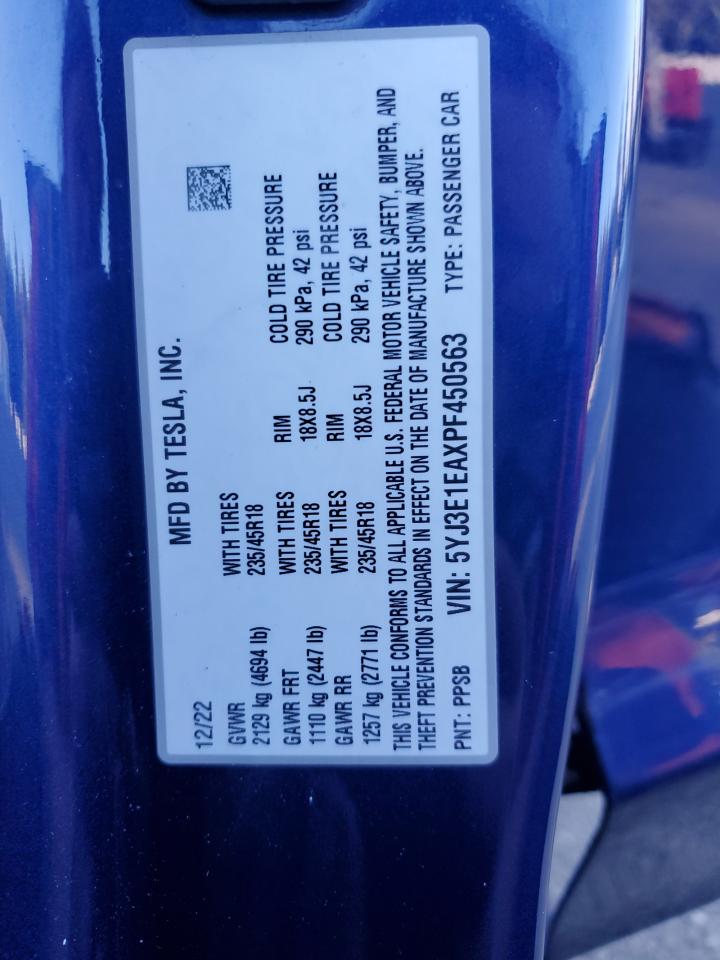 MFD BY TESLA, INC.
12/22
GVWR WITH TIRES
2129 kg (4694 lb) 235/45R18
GAWR FRT WITH TIRES RIM COLD TIRE PRESSURE
1110 kg (2447 lb) 235/45R18 18X8.5J 290 kPa, 42 psi
GAWR RR WITH TIRES RIM COLD TIRE PRESSURE
1257 kg (2771 lb) 235/45R18 18X8.5J 290 kPa, 42 psi
THIS VEHICLE CONFORMS TO ALL APPLICABLE U.S. FEDERAL MOTOR VEHICLE SAFETY, BUMPER, AND
THEFT PREVENTION STANDARDS IN EFFECT ON THE DATE OF MANUFACTURE SHOWN ABOVE.
PNT: PPSB VIN: 5YJ3E1EAXPF450563 TYPE: PASSENGER CAR